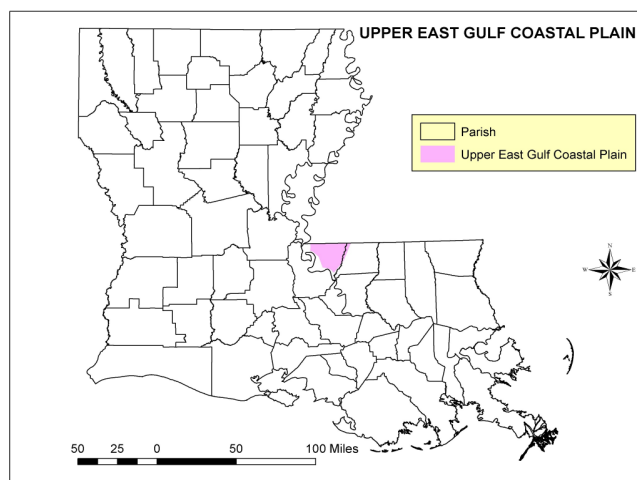 UPPER EAST GULF COASTAL PLAIN
Parish
Upper East Gulf Coastal Plain
N
W E
S
50 25 0 50 100 Miles